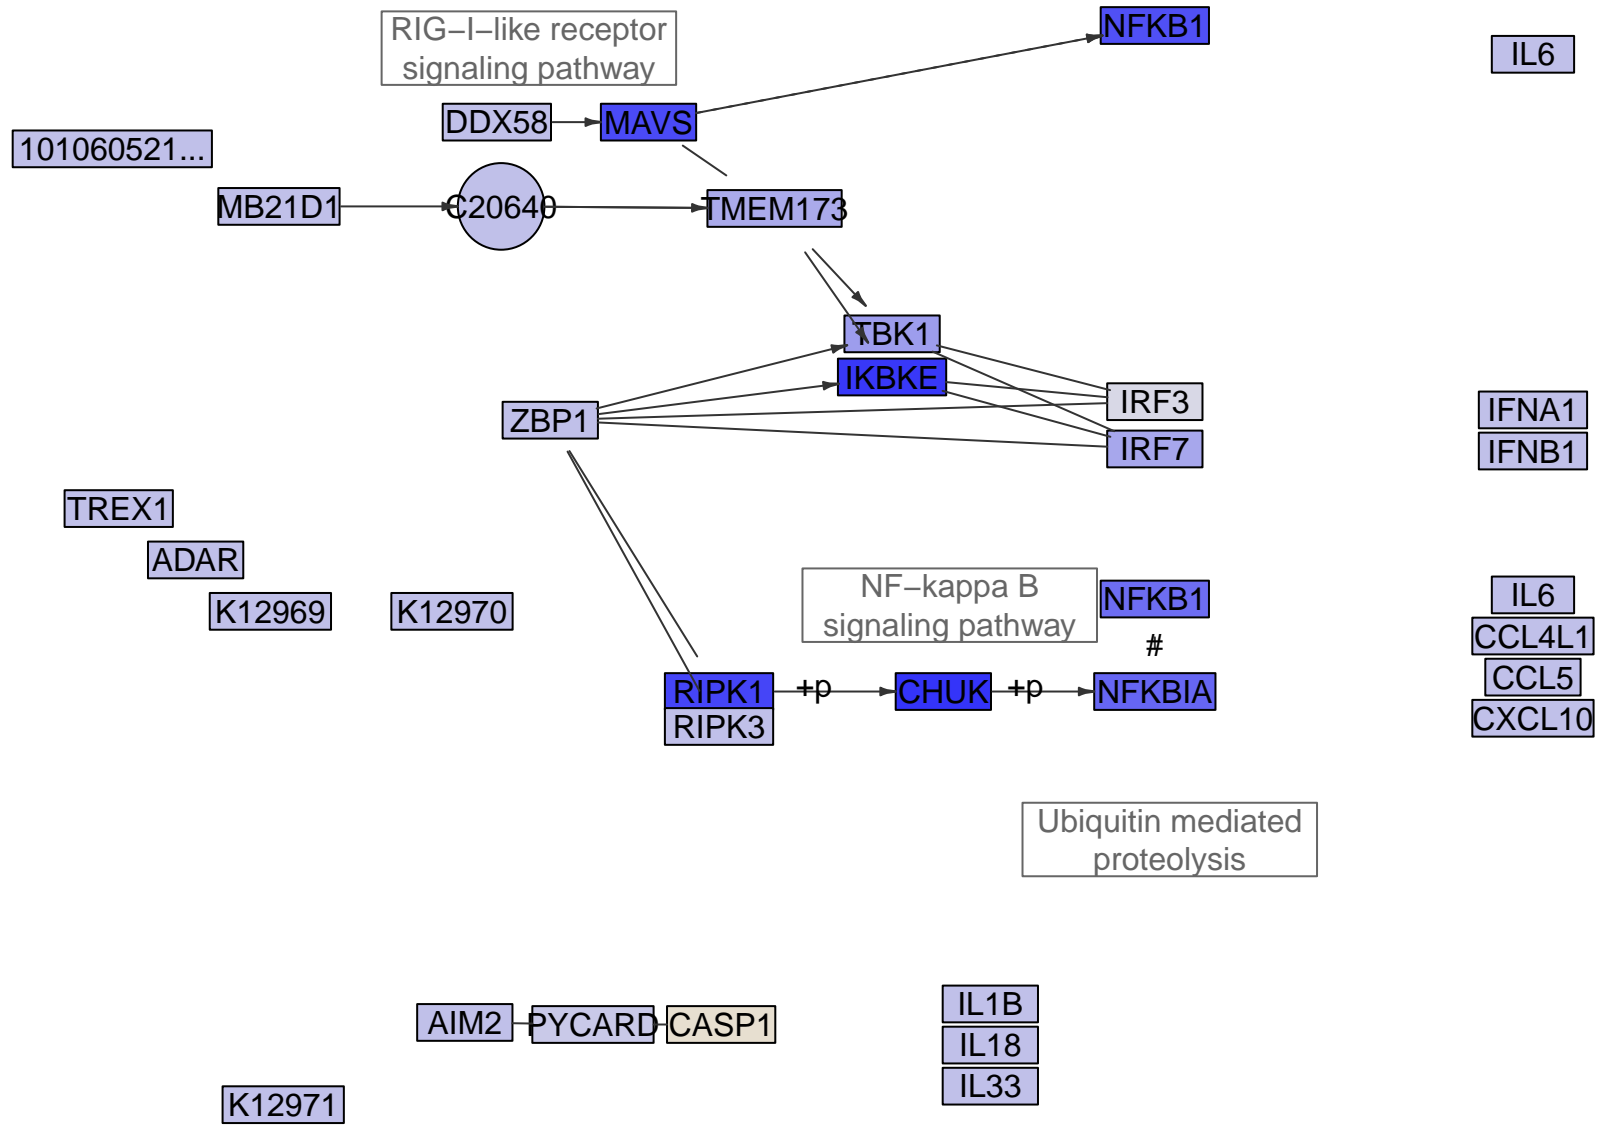 RIG−I−like receptor
signaling pathway
NFKB1
IL6
DDX58
MAVS
101060521...
MB21D1
C20640
TMEM173
TBK1
IKBKE
IRF3
ZBP1
IRF7
IFNA1
IFNB1
TREX1
ADAR
K12969
K12970
NF−kappa B
signaling pathway
NFKB1
#
IL6
CCL4L1
CCL5
CXCL10
RIPK1
+p
CHUK
+p
NFKBIA
RIPK3
Ubiquitin mediated
proteolysis
AIM2
PYCARD
CASP1
IL1B
IL18
IL33
K12971